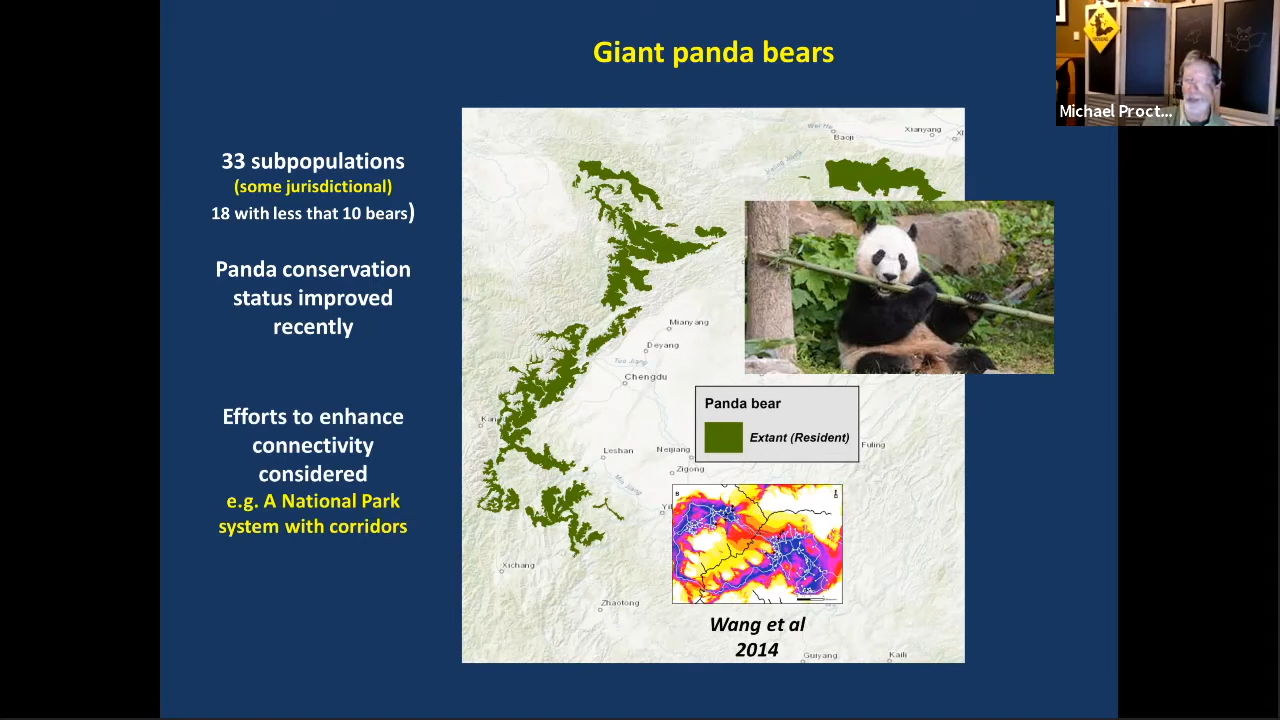 Giant panda bears
Michael Proct...
33 subpopulations
(some jurisdictional)
18 with less that 10 bears)
Panda conservation
status improved
recently
Efforts to enhance
connectivity
considered
e.g. A National Park
system with corridors
Baoji
Xianyang
Mianyang
Deyang
Chengdu
Leshan
Neijiang
Zigong
Fuling
Xichang
Zhaotong
Guiyang
Kaili
Panda bear
Extant (Resident)
B
Wang et al
2014